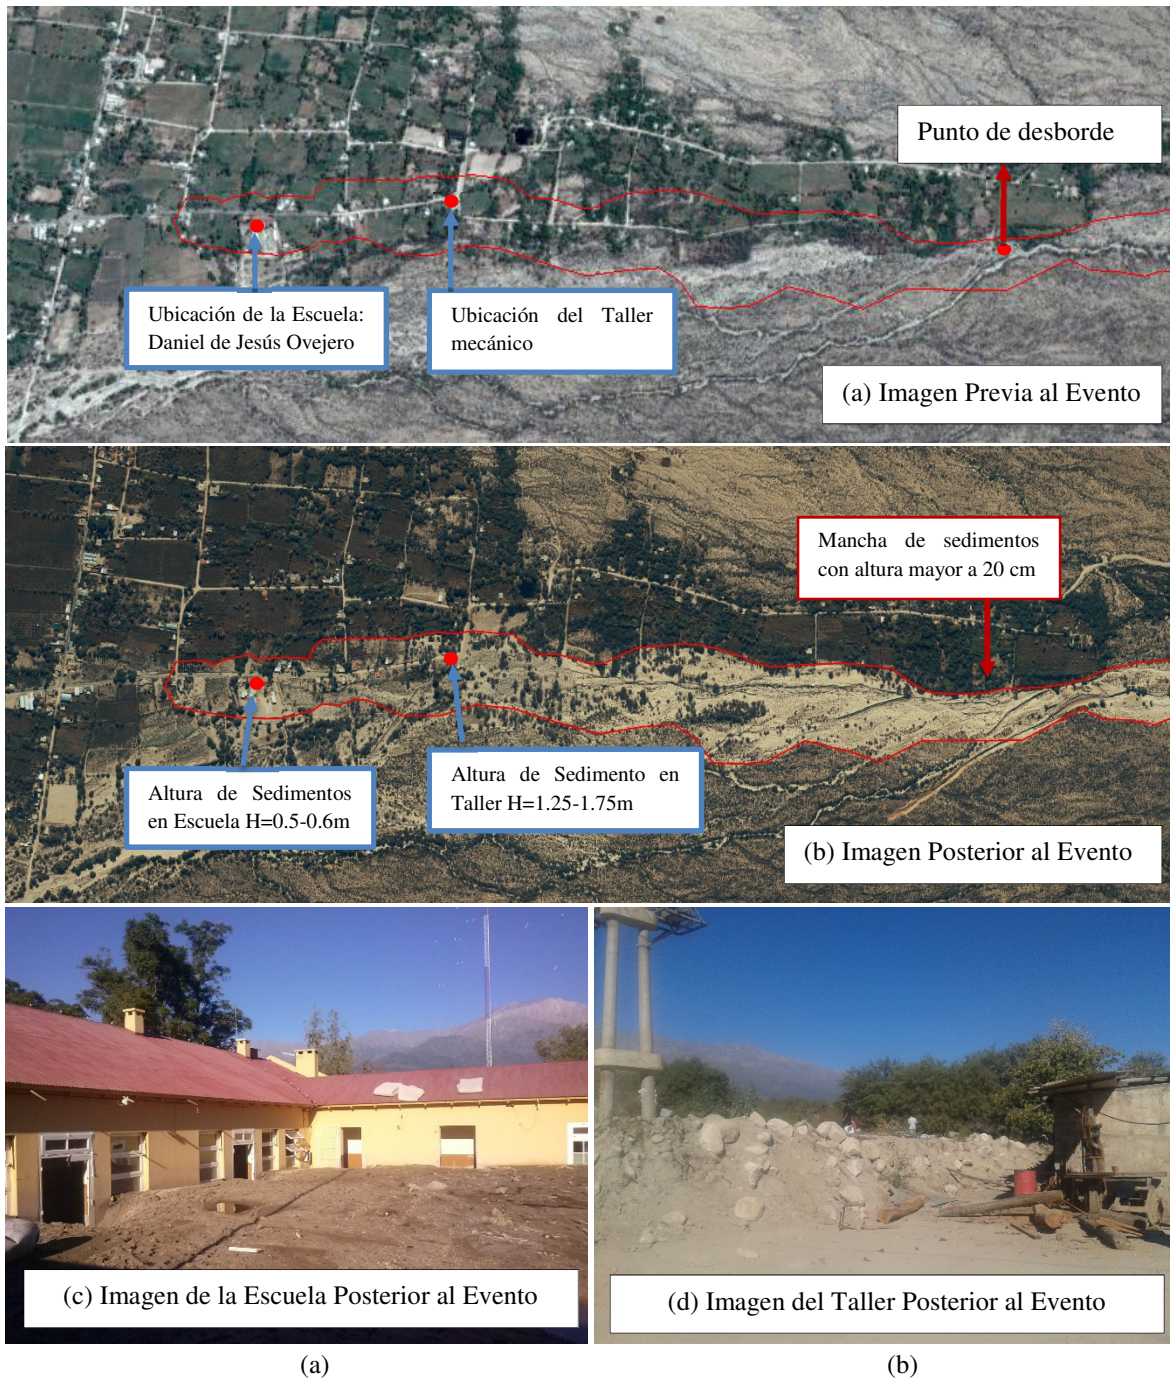 Punto de desborde
Ubicación de la Escuela:
Daniel de Jesús Ovejero
Ubicación del Taller
mecánico
(a) Imagen Previa al Evento
Mancha de sedimentos
con altura mayor a 20 cm
Altura de Sedimentos
en Escuela H=0.5-0.6m
Altura de Sedimento en
Taller H=1.25-1.75m
(b) Imagen Posterior al Evento
(c) Imagen de la Escuela Posterior al Evento
(d) Imagen del Taller Posterior al Evento
(a)
(b)